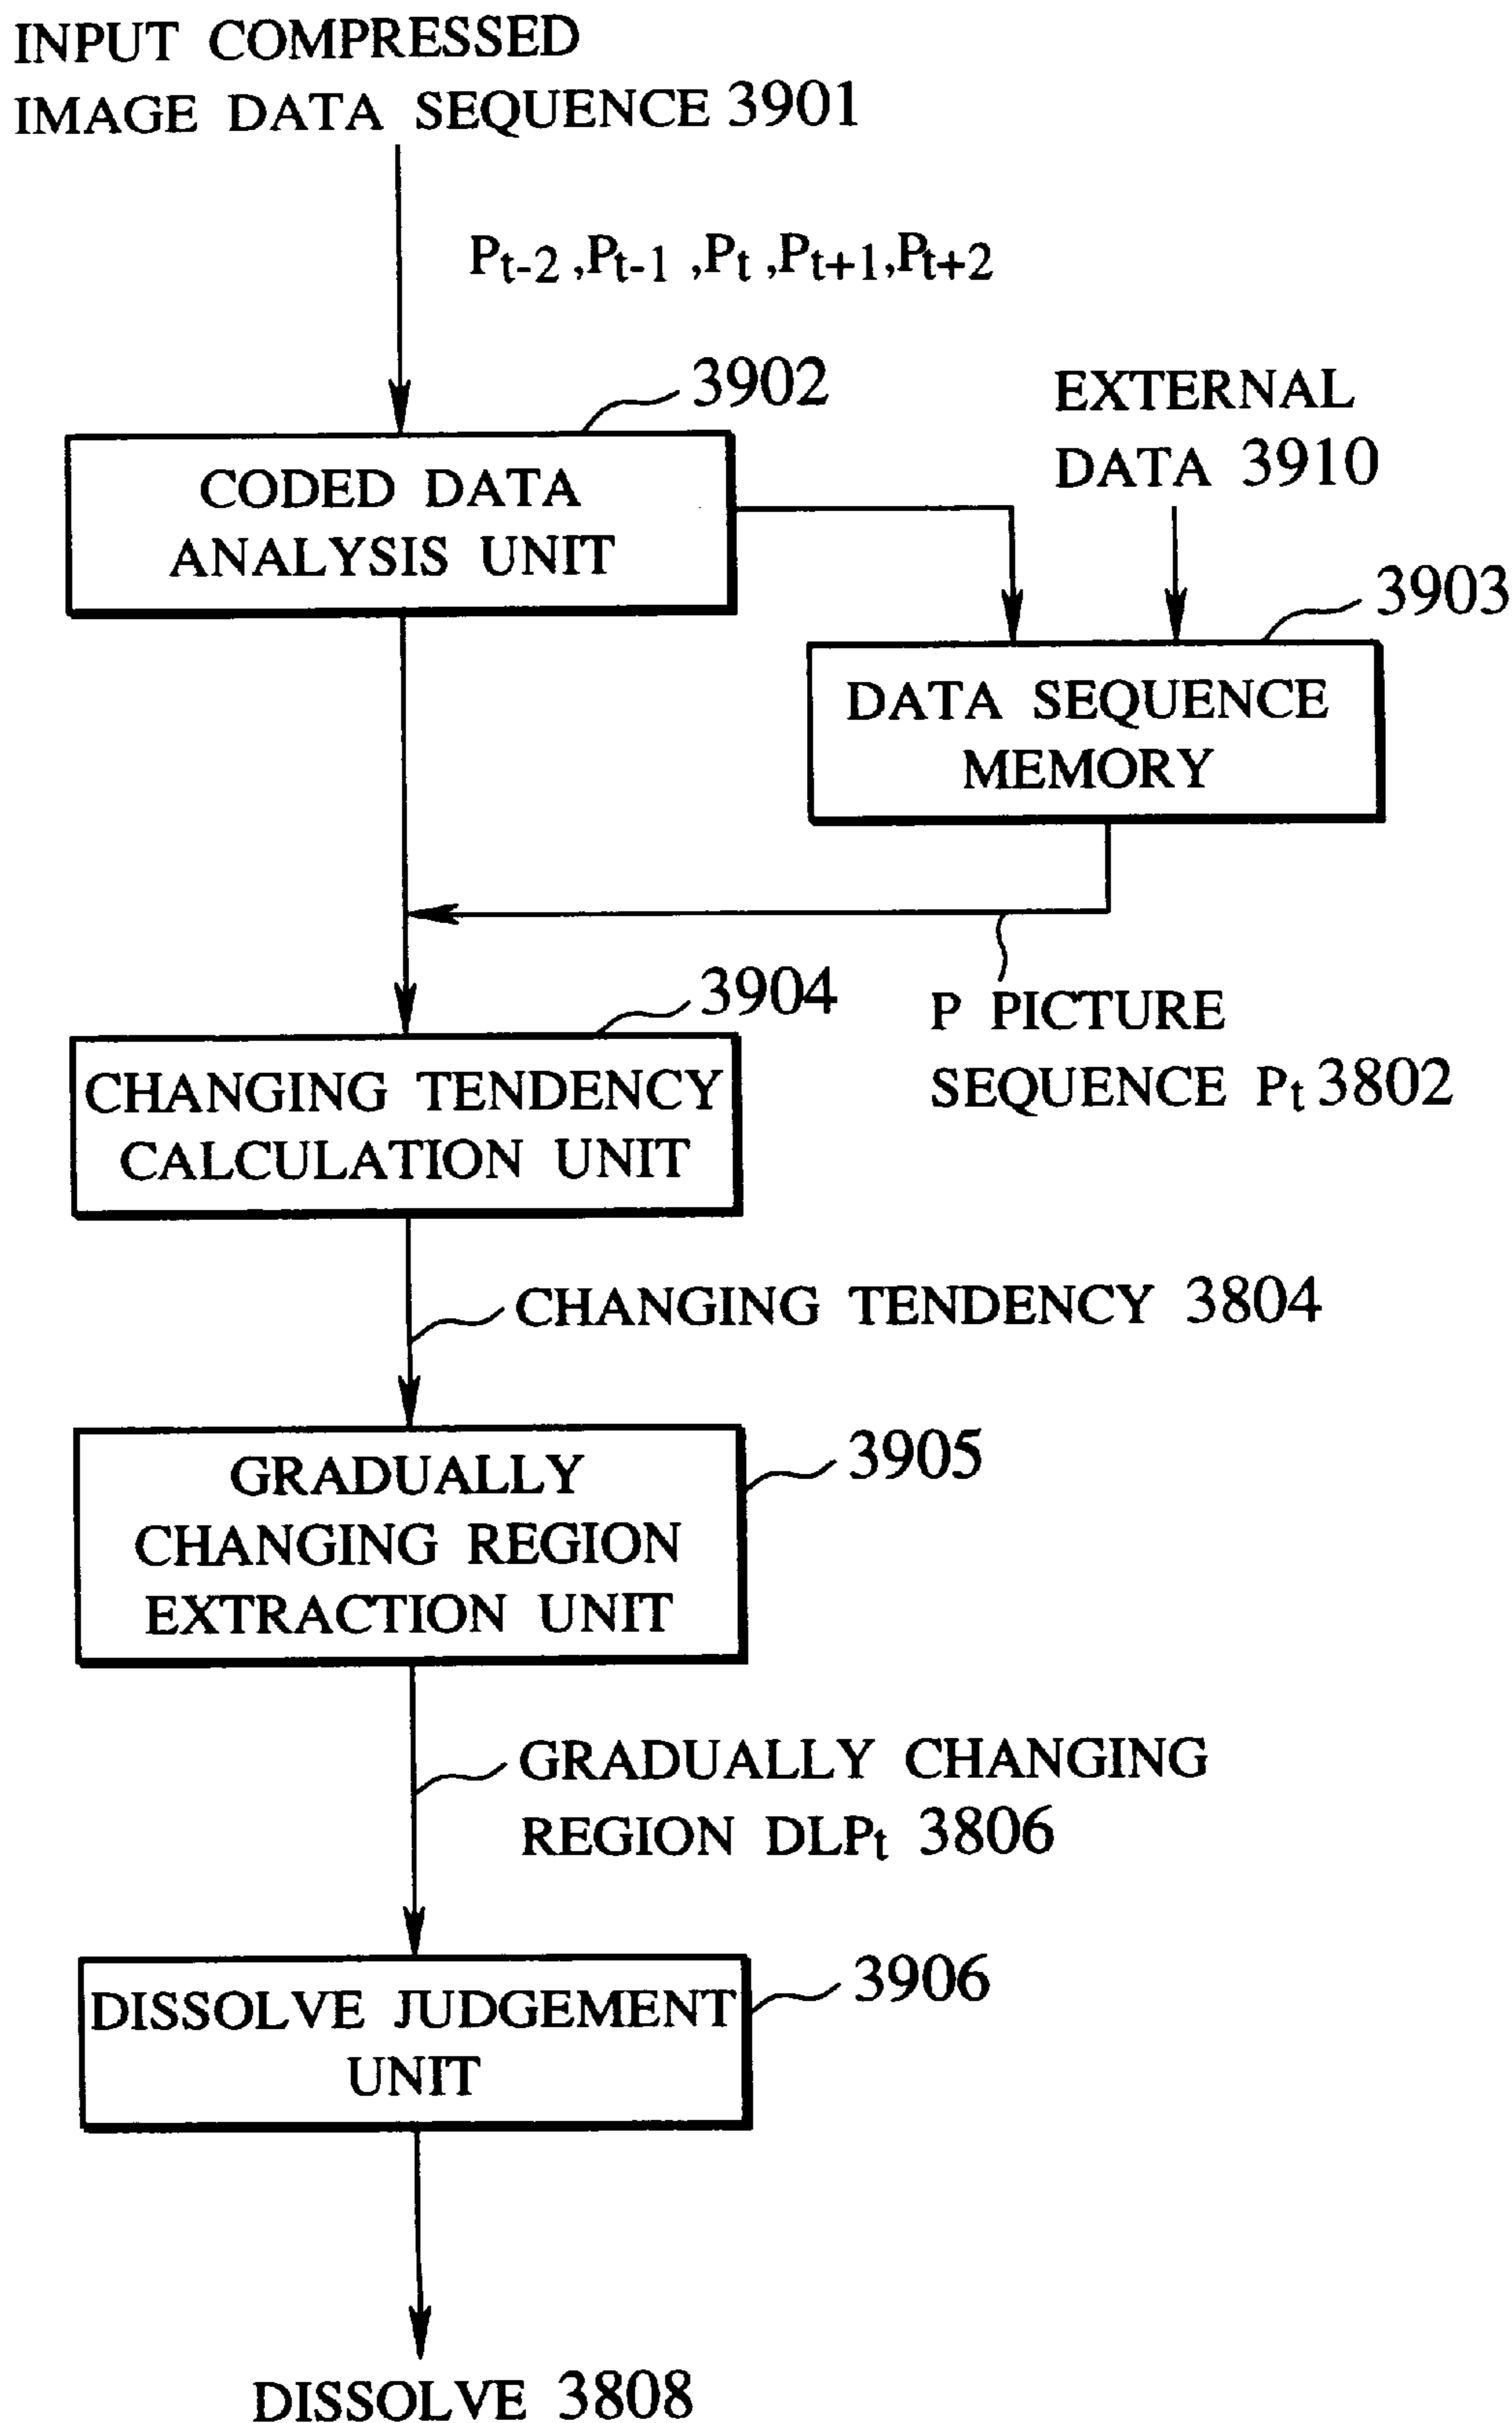 INPUT COMPRESSED
IMAGE DATA SEQUENCE 3901
Pt-2 ,Pt-1 ,Pt ,Pt+1,Pt+2
3902
EXTERNAL
DATA 3910
CODED DATA
ANALYSIS UNIT
3903
DATA SEQUENCE
MEMORY
3904
P PICTURE
SEQUENCE Pt 3802
CHANGING TENDENCY
CALCULATION UNIT
CHANGING TENDENCY 3804
3905
GRADUALLY
CHANGING REGION
EXTRACTION UNIT
GRADUALLY CHANGING
REGION DLPt 3806
3906
DISSOLVE JUDGEMENT
UNIT
DISSOLVE 3808